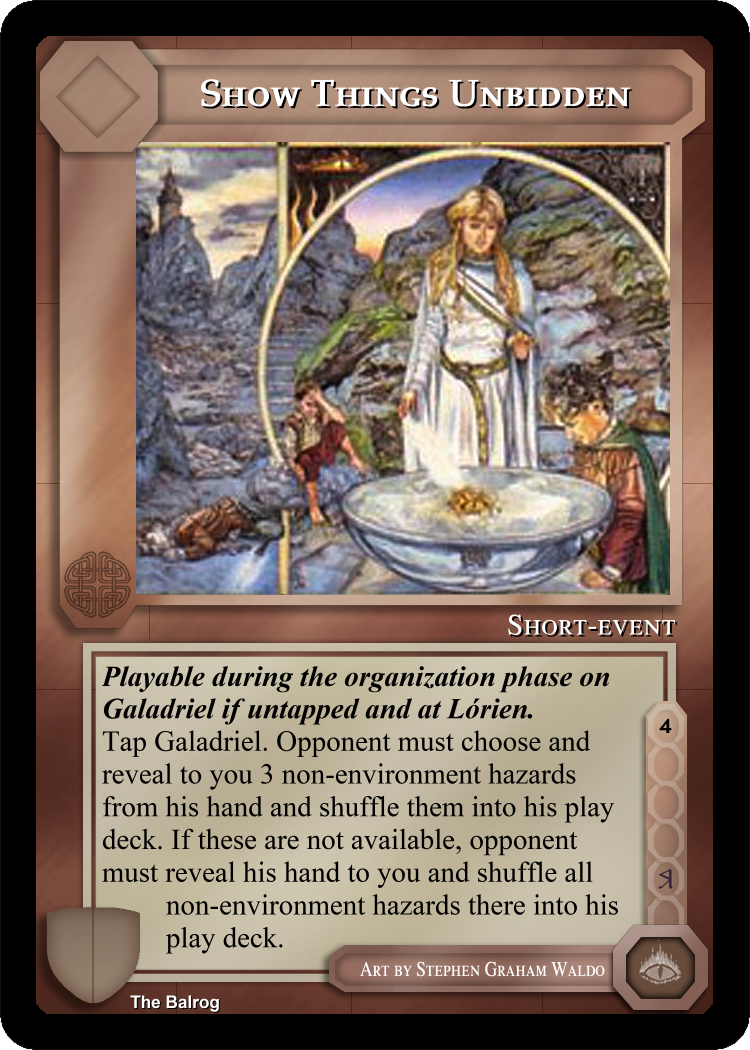 Show Things Unbidden
Short-event
Playable during the organization phase on
Galadriel if untapped and at Lórien.
Tap Galadriel. Opponent must choose and
reveal to you 3 non-environment hazards
from his hand and shuffle them into his play
deck. If these are not available, opponent
must reveal his hand to you and shuffle all
non-environment hazards there into his
play deck.
4
Art by Stephen Graham Waldo
The Balrog